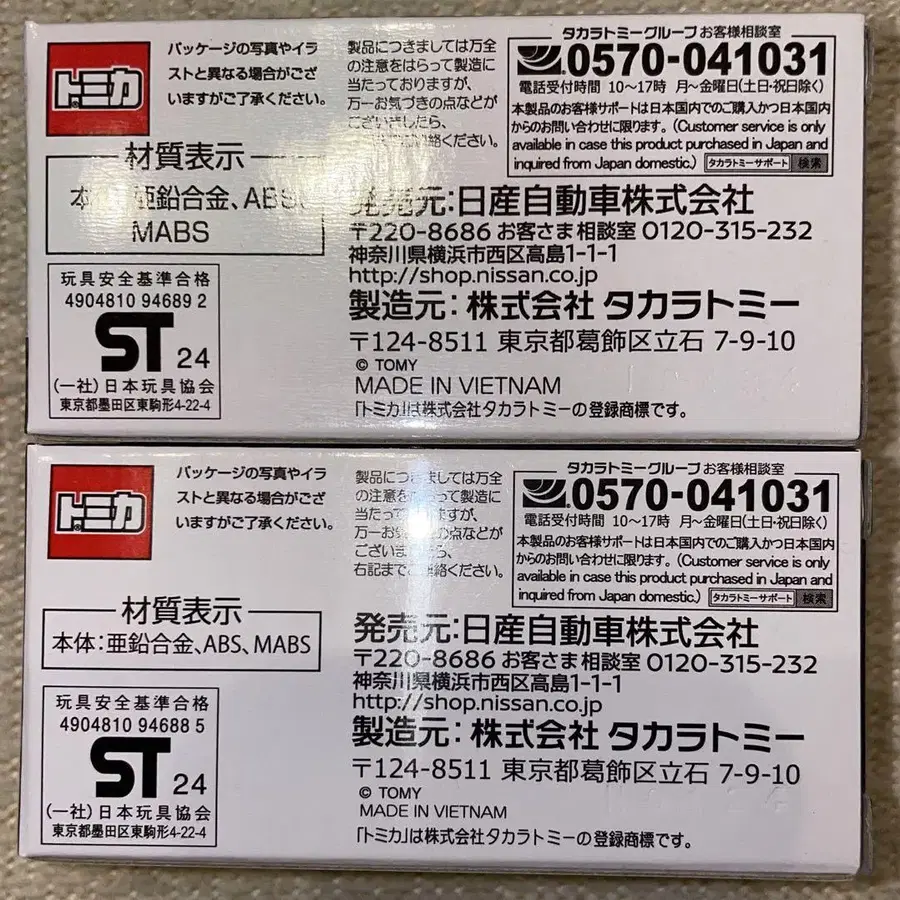 トミカ
パッケージの写真やイラ
ストと異なる場合がござ
いますがご了承ください。
製品につきましては万全
の注意をはらって製造に
当たっておりますが、
万一お気づきの点などが
ございましたら、
絡ください。
タカラトミーグループ お客様相談室
0570-041031
電話受付時間 10〜17時 月〜金曜日(土日・祝日除く)
本製品のお客様サポートは日本国内でのご購入かつ日本国内
からのお問い合わせに限ります。(Customer service is only
available in case this product purchased in Japan and
inquired from Japan domestic.) タカラトミーサポート 検索
材質表示
本 亜鉛合金、ABS、
MABS
玩具安全基準合格
4904810 94689 2
ST 24
(一社)日本玩具協会
東京都墨田区東駒形4-22-4
発売元:日産自動車株式会社
〒220-8686 お客さま相談室 0120-315-232
神奈川県横浜市西区高島1-1-1
http://shop.nissan.co.jp
製造元: 株式会社 タカラトミー
〒124-8511 東京都葛飾区立石 7-9-10
© TOMY
MADE IN VIETNAM
「トミカ」は株式会社タカラトミーの登録商標です。
トミカ
パッケージの写真やイラ
ストと異なる場合がござ
いますがご了承ください。
製品につきましては万全
の注意をはらって製造に
当たっておりますが、
万一お気づきの点などが
ございましたら、
右記までご連絡ください。
タカラトミーグループ お客様相談室
0570-041031
電話受付時間 10〜17時 月〜金曜日(土日・祝日除く)
本製品のお客様サポートは日本国内でのご購入かつ日本国内
からのお問い合わせに限ります。(Customer service is only
available in case this product purchased in Japan and
inquired from Japan domestic.) タカラトミーサポート 検索
材質表示
本体:亜鉛合金、ABS、MABS
玩具安全基準合格
4904810 94688 5
ST 24
(一社)日本玩具協会
東京都墨田区東駒形4-22-4
発売元:日産自動車株式会社
〒220-8686 お客さま相談室 0120-315-232
神奈川県横浜市西区高島1-1-1
http://shop.nissan.co.jp
製造元: 株式会社 タカラトミー
〒124-8511 東京都葛飾区立石 7-9-10
© TOMY
MADE IN VIETNAM
「トミカ」は株式会社タカラトミーの登録商標です。